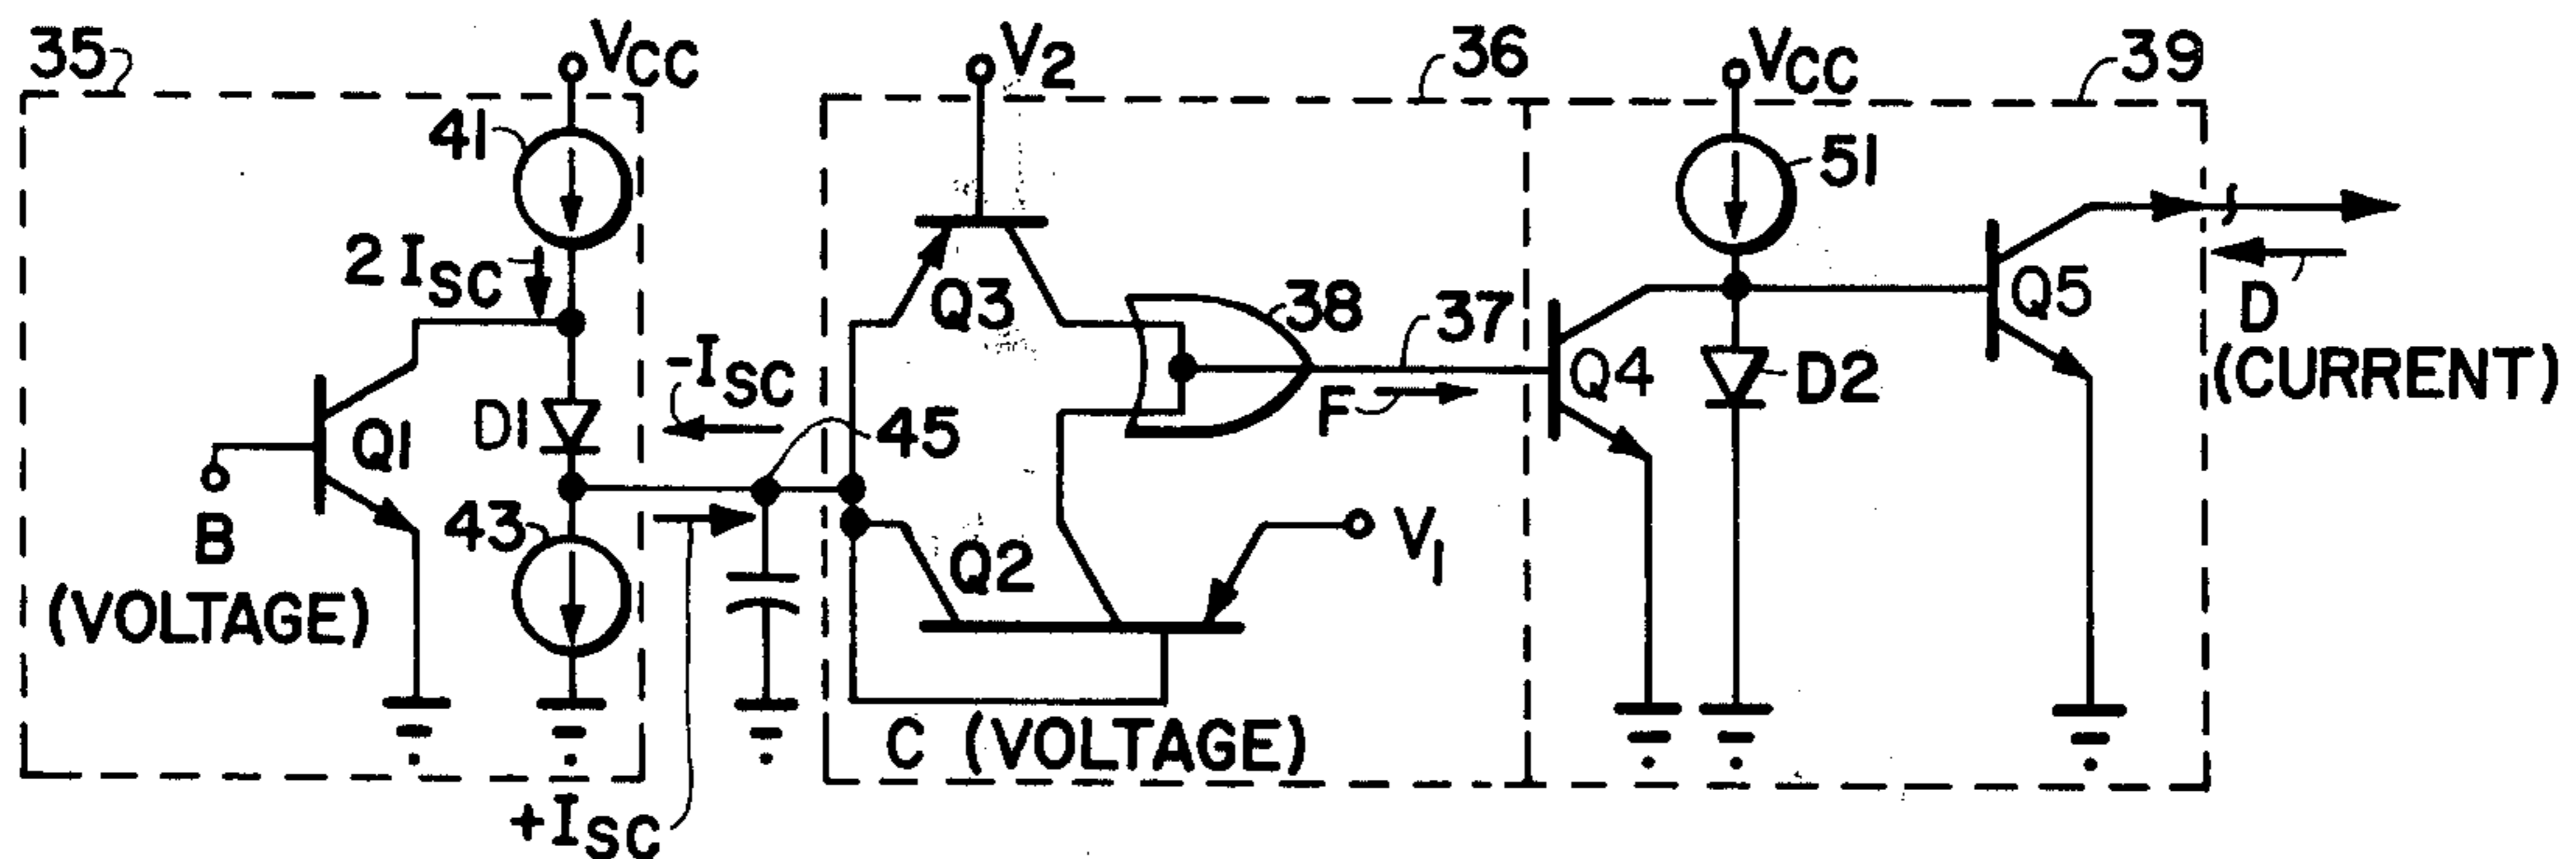 35
VCC
V2
36
VCC
39
41
51
2 ISC
Q3
38
37
Q5
-ISC
Q4
D2
D
(CURRENT)
F
D1
Q1
45
B
(VOLTAGE)
43
Q2
V1
C (VOLTAGE)
+ISC